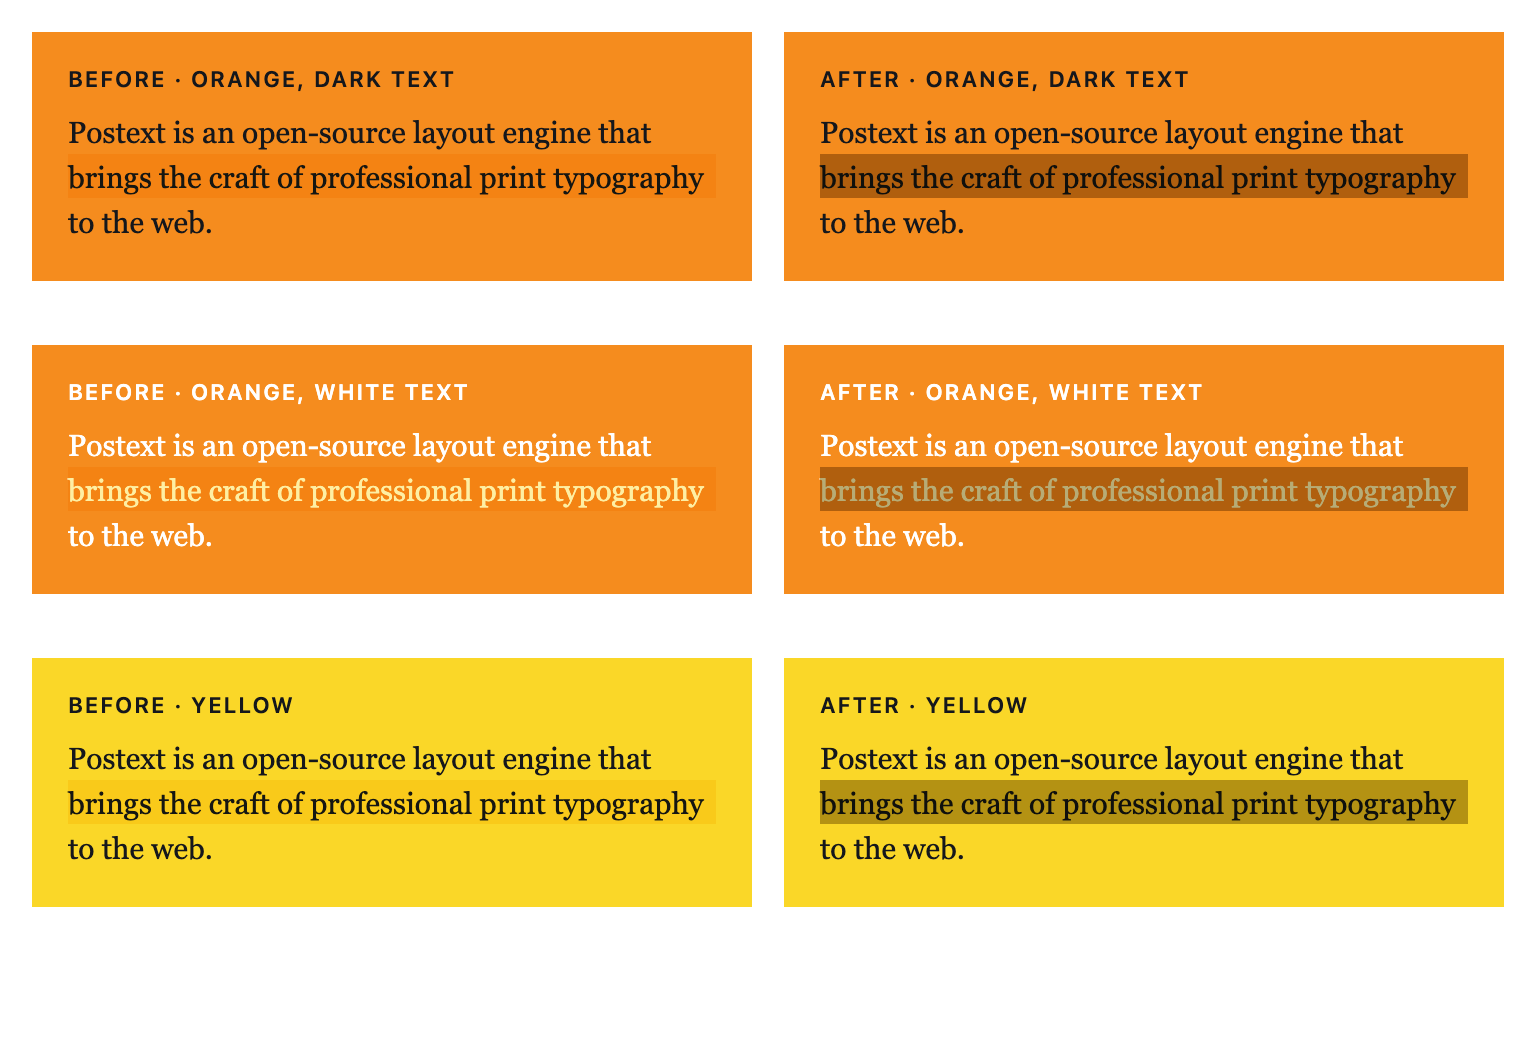 BEFORE · ORANGE, DARK TEXT
Postext is an open-source layout engine that
brings the craft of professional print typography
to the web.
AFTER · ORANGE, DARK TEXT
Postext is an open-source layout engine that
brings the craft of professional print typography
to the web.
BEFORE · ORANGE, WHITE TEXT
Postext is an open-source layout engine that
brings the craft of professional print typography
to the web.
AFTER · ORANGE, WHITE TEXT
Postext is an open-source layout engine that
brings the craft of professional print typography
to the web.
BEFORE · YELLOW
Postext is an open-source layout engine that
brings the craft of professional print typography
to the web.
AFTER · YELLOW
Postext is an open-source layout engine that
brings the craft of professional print typography
to the web.